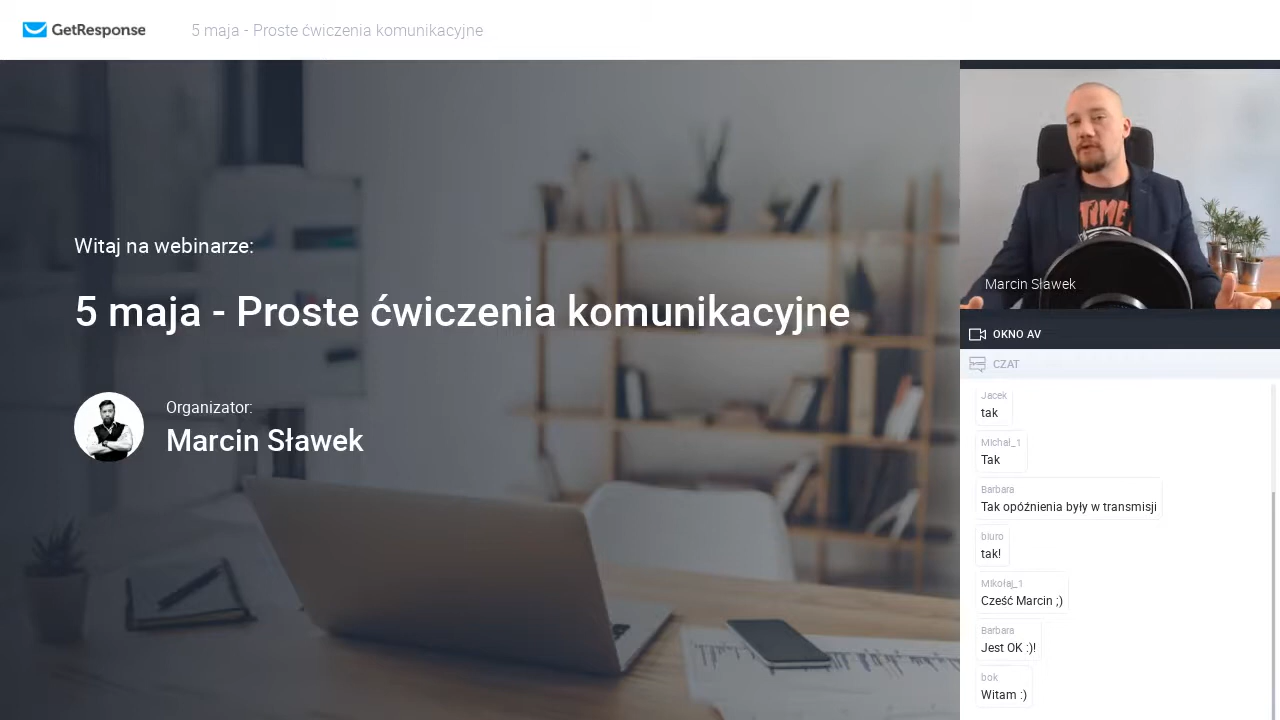 GetResponse
5 maja - Proste ćwiczenia komunikacyjne
Witaj na webinarze:
5 maja - Proste ćwiczenia komunikacyjne
Organizator:
Marcin Sławek
TIME
Marcin Sławek
OKNO AV
CZAT
Jacek
tak
Michał_1
Tak
Barbara
Tak opóźnienia były w transmisji
biuro
tak!
Mikołaj_1
Cześć Marcin ;)
Barbara
Jest OK :)!
bok
Witam :)